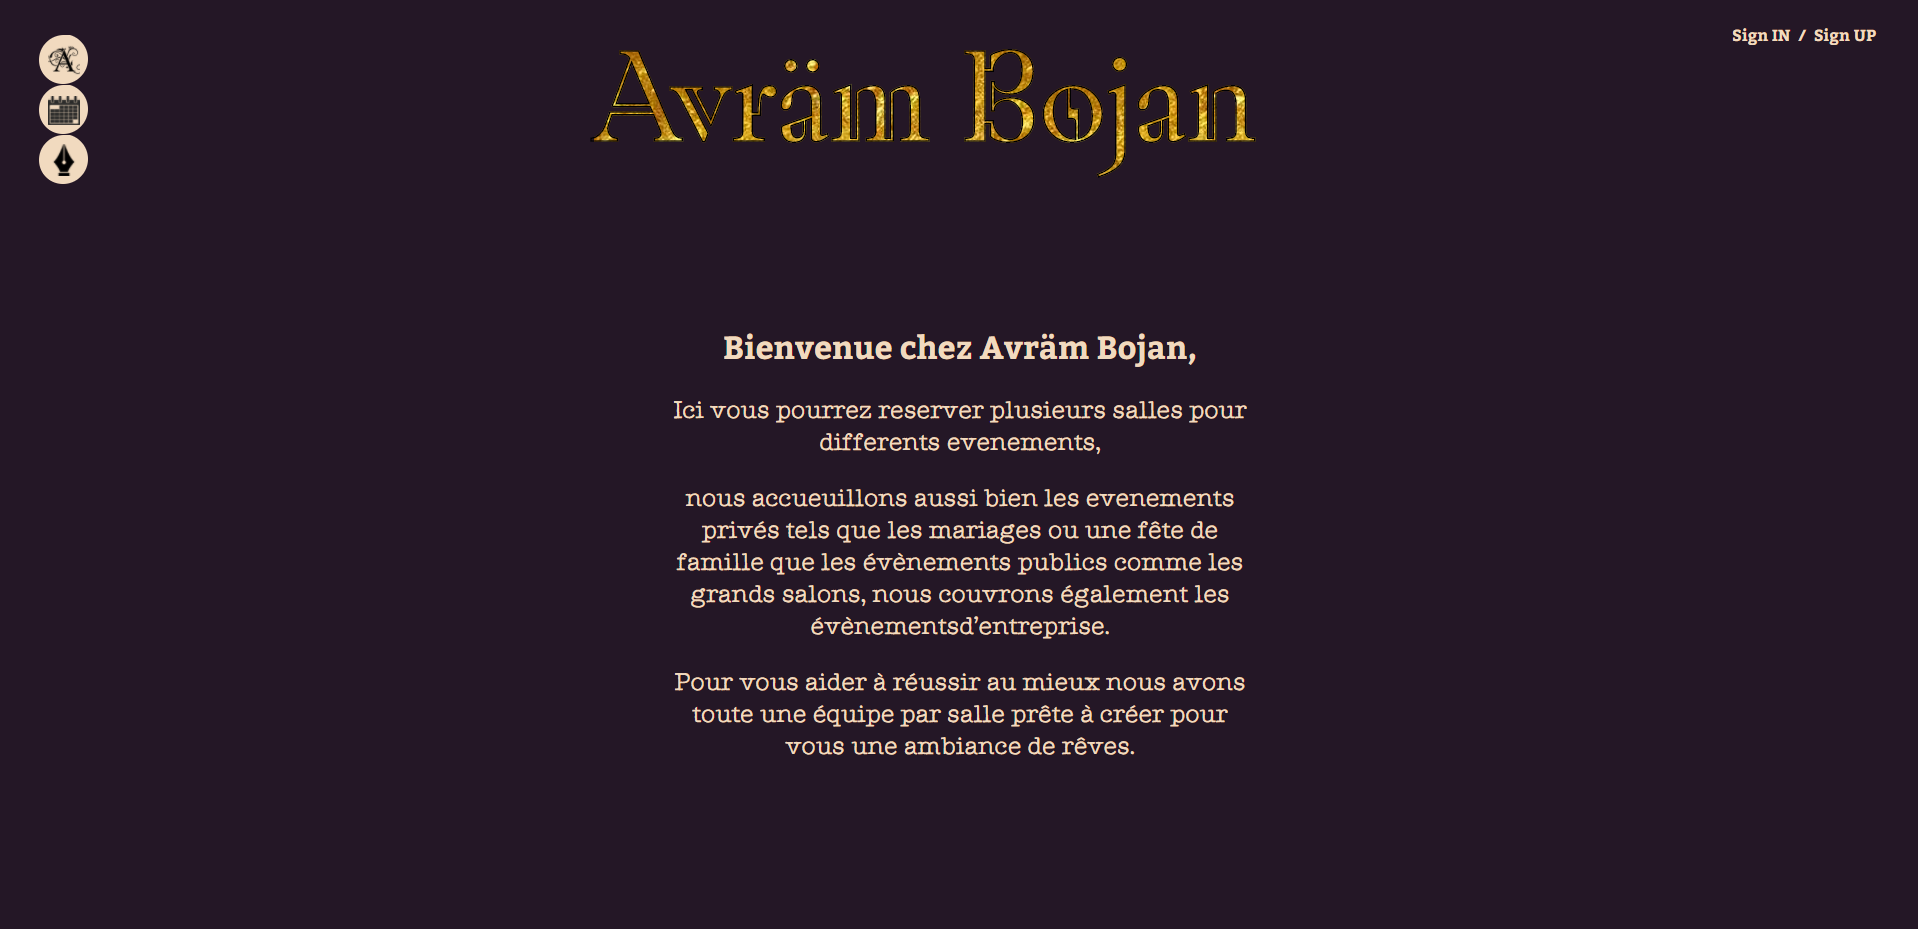 Sign IN / Sign UP
Avräm Bojan
Bienvenue chez Avräm Bojan,
Ici vous pourrez reserver plusieurs salles pour
differents evenements,
nous accueuillons aussi bien les evenements
privés tels que les mariages ou une fête de
famille que les évènements publics comme les
grands salons, nous couvrons également les
évènementsd’entreprise.
Pour vous aider à réussir au mieux nous avons
toute une équipe par salle prête à créer pour
vous une ambiance de rêves.